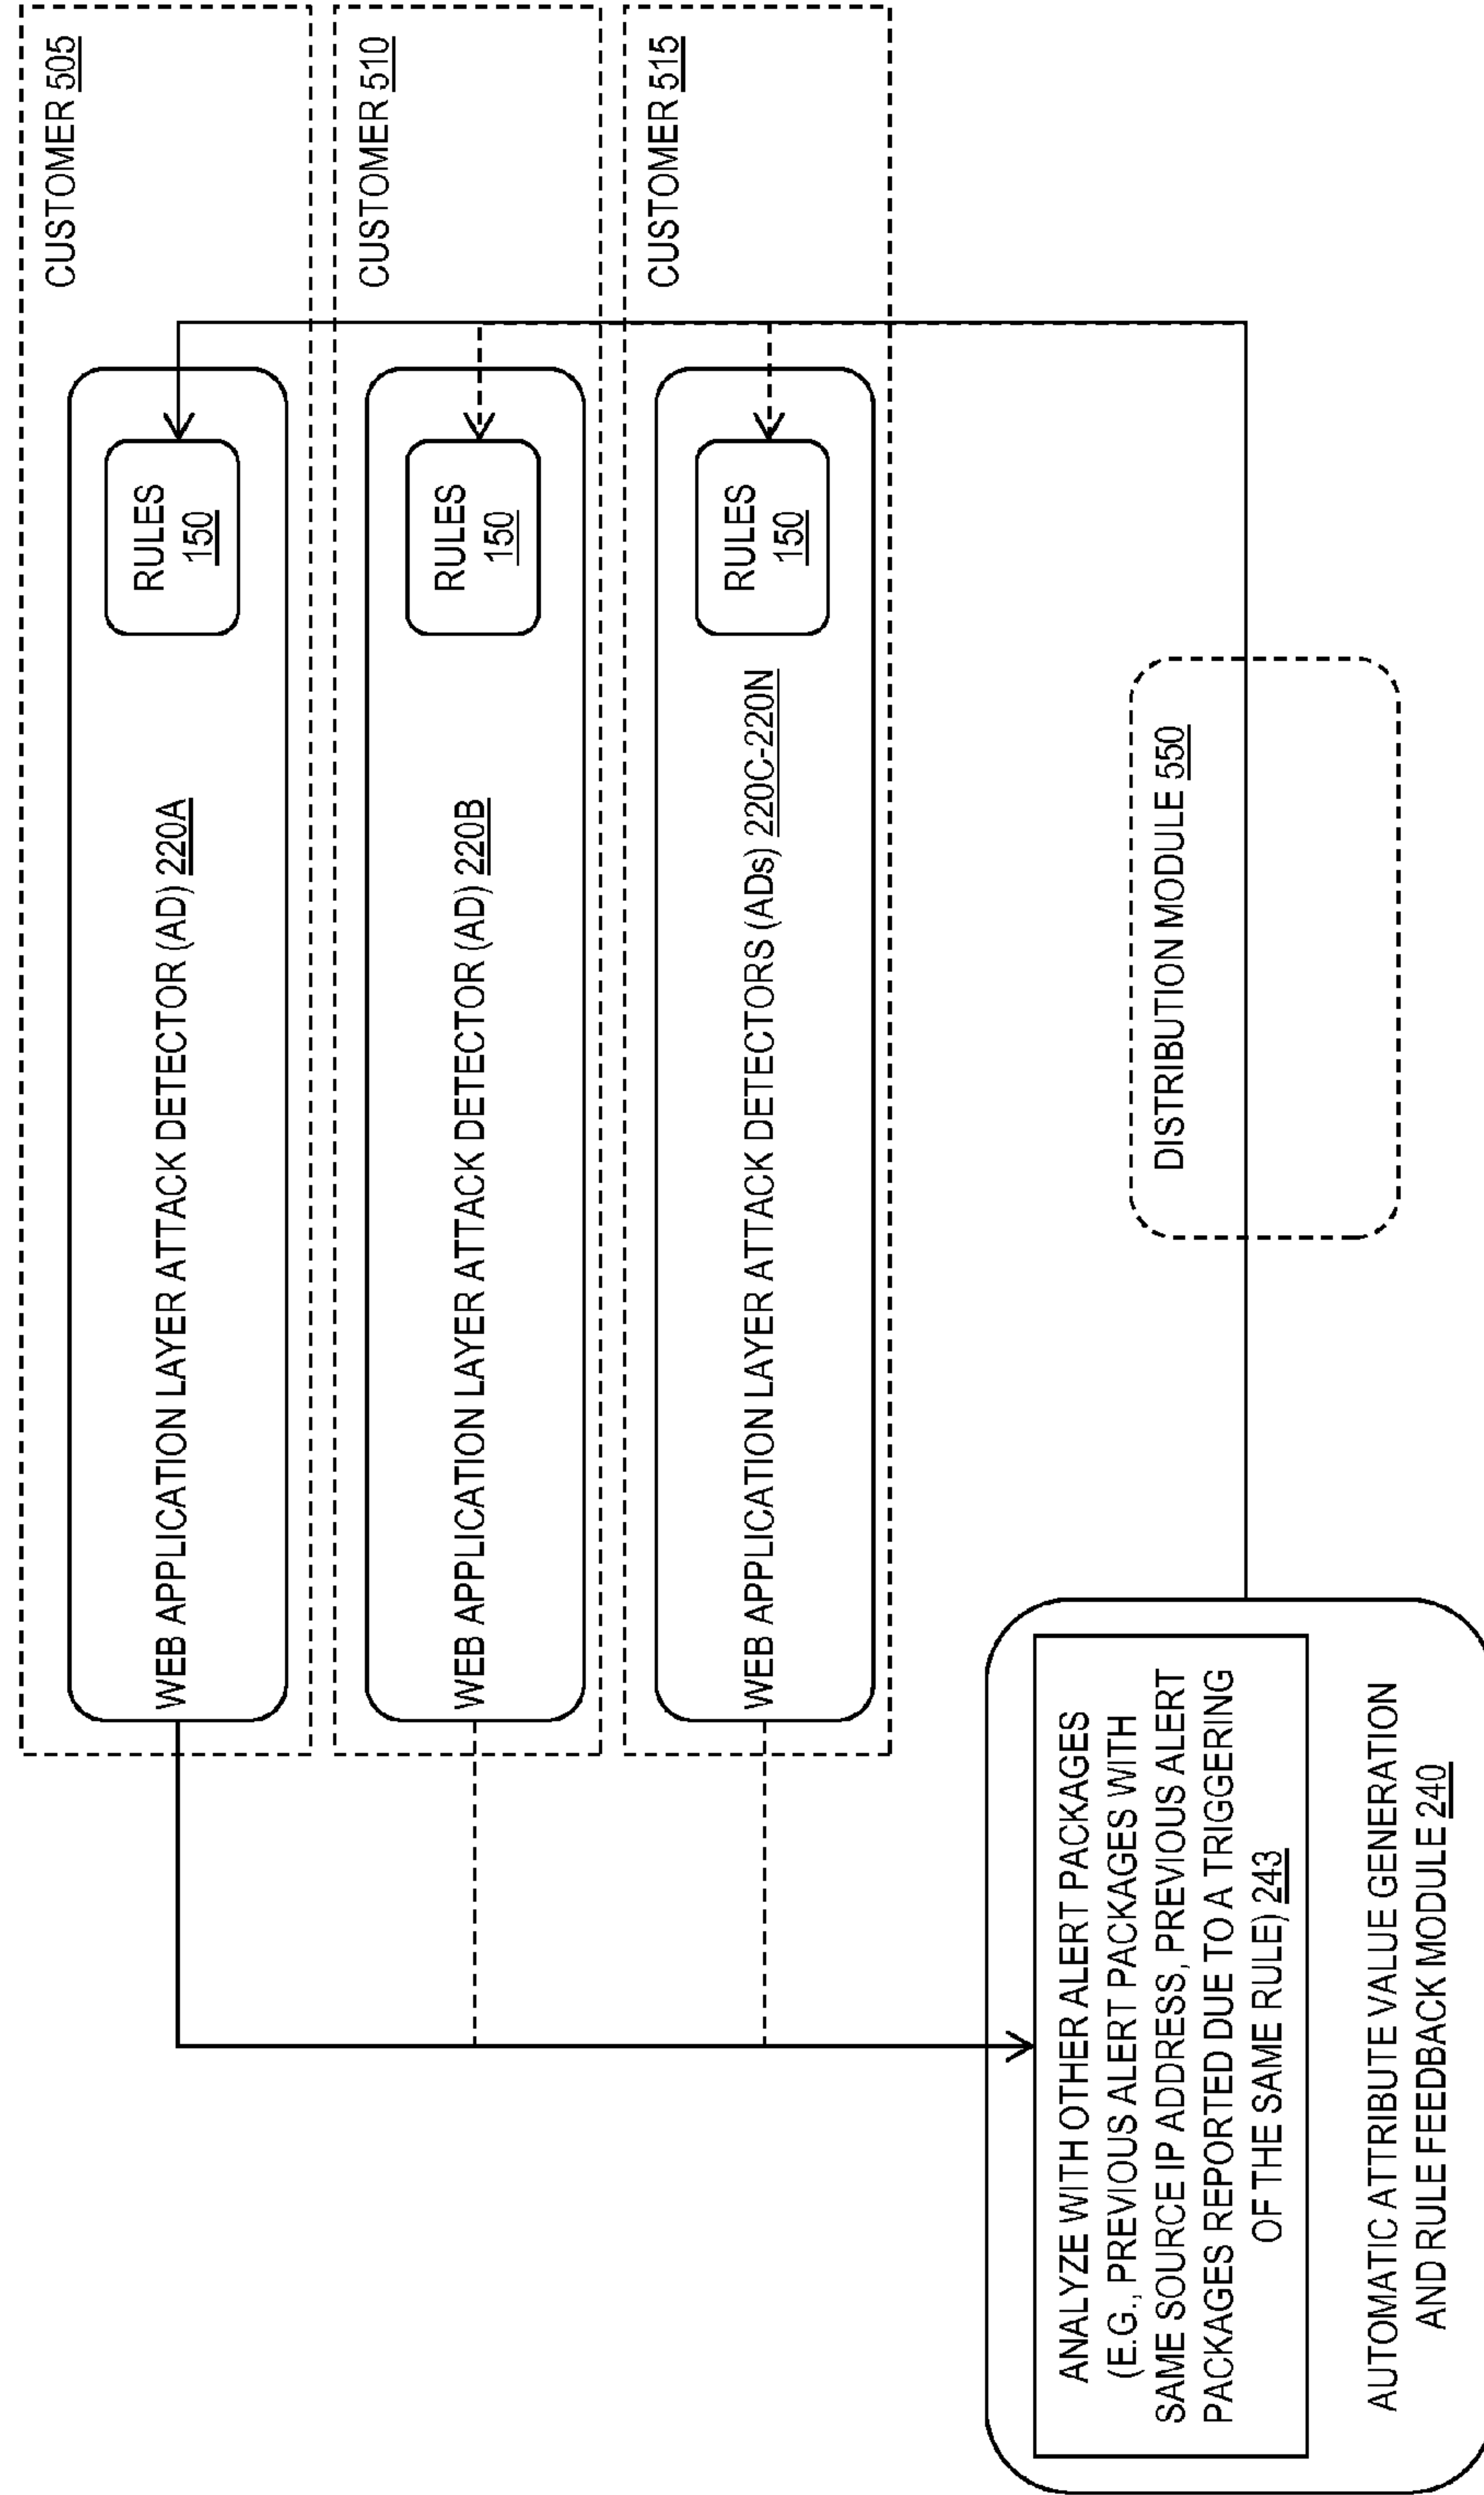 CUSTOMER 505
WEB APPLICATION LAYER ATTACK DETECTOR (AD) 220A
RULES
150
CUSTOMER 510
WEB APPLICATION LAYER ATTACK DETECTOR (AD) 220B
RULES
150
CUSTOMER 515
WEB APPLICATION LAYER ATTACK DETECTORS (ADs) 220C-220N
RULES
150
ANALYZE WITH OTHER ALERT PACKAGES
(E.G., PREVIOUS ALERT PACKAGES WITH
SAME SOURCE IP ADDRESS, PREVIOUS ALERT
PACKAGES REPORTED DUE TO A TRIGGERING
OF THE SAME RULE) 243
AUTOMATIC ATTRIBUTE VALUE GENERATION
AND RULE FEEDBACK MODULE 240
DISTRIBUTION MODULE 550